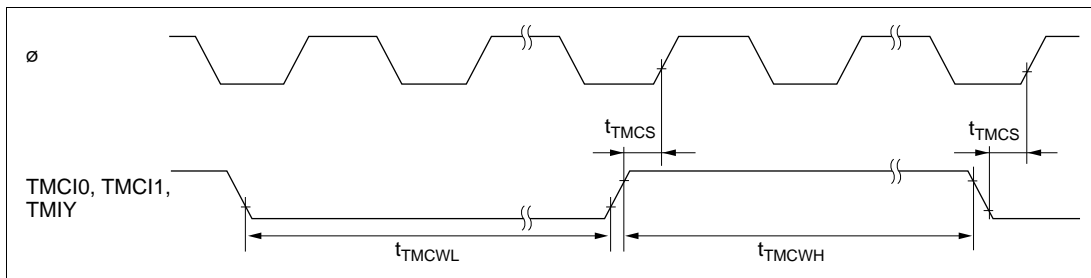 ø
tTMCS
tTMCS
TMCI0, TMCI1,
TMIY
tTMCWL
tTMCWH